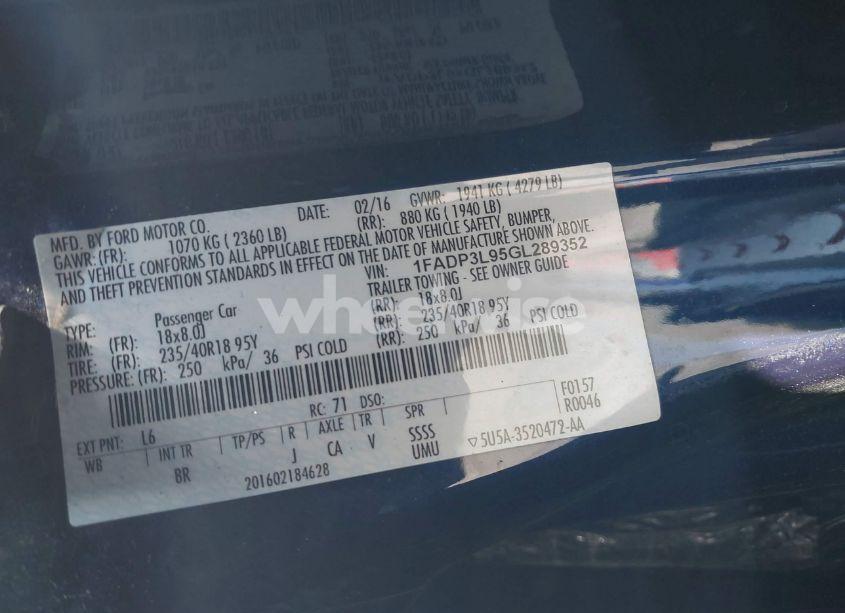 MFD. BY FORD MOTOR CO. DATE: 02/16 GVWR: 1941 KG ( 4279 LB)
GAWR: (FR): 1070 KG ( 2360 LB) (RR): 880 KG ( 1940 LB)
THIS VEHICLE CONFORMS TO ALL APPLICABLE FEDERAL MOTOR VEHICLE SAFETY, BUMPER,
AND THEFT PREVENTION STANDARDS IN EFFECT ON THE DATE OF MANUFACTURE SHOWN ABOVE.
VIN: 1FADP3L95GL289352
TYPE: Passenger Car TRAILER TOWING - SEE OWNER GUIDE
RIM: (FR): 18x8.0J (RR): 18x8.0J
TIRE: (FR): 235/40R18 95Y (RR): 235/40R18 95Y
PRESSURE: (FR): 250 kPa/ 36 PSI COLD (RR): 250 kPa/ 36 PSI COLD
EXT PNT: L6 RC: 71 DSO: F0157
WB INT TR TP/PS R AXLE TR SPR R0046
BR J CA V SSSS
UMU 5U5A-3520472-AA
201602184628
wheelwise